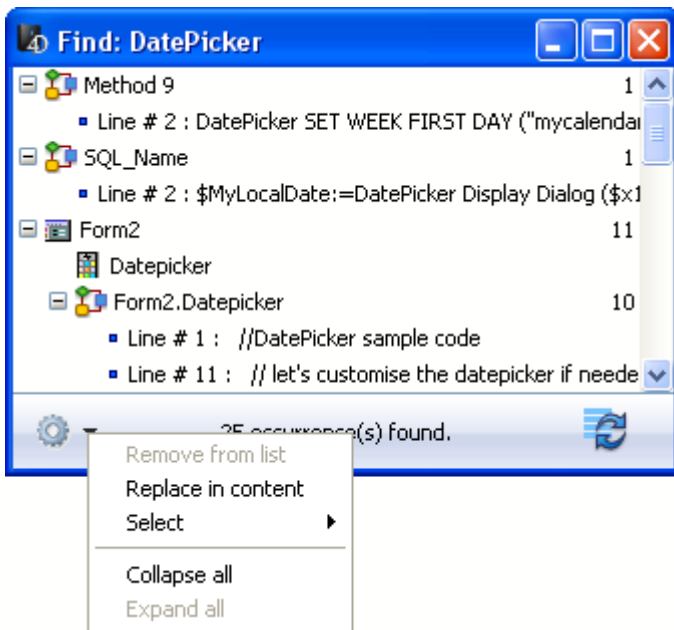 4D Find: DatePicker
Method 9 1
Line # 2 : DatePicker SET WEEK FIRST DAY ("mycalendar
SQL_Name 1
Line # 2 : $MyLocalDate:=DatePicker Display Dialog ($x1
Form2 11
Datepicker
Form2.Datepicker 10
Line # 1 : //DatePicker sample code
Line # 11 : // let's customise the datepicker if neede
25 occurrence(s) found.
Remove from list
Replace in content
Select
Collapse all
Expand all